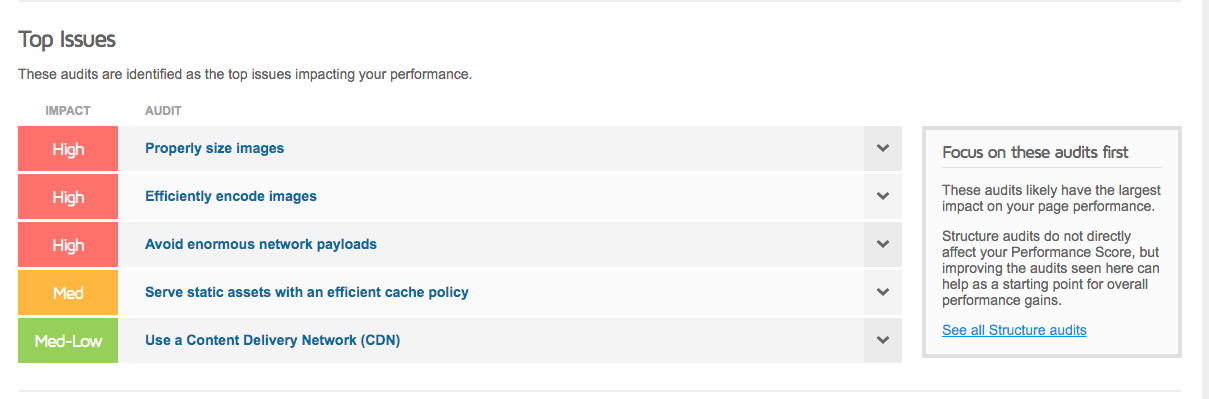 Top Issues
These audits are identified as the top issues impacting your performance.
IMPACT AUDIT
High Properly size images
High Efficiently encode images
High Avoid enormous network payloads
Med Serve static assets with an efficient cache policy
Med-Low Use a Content Delivery Network (CDN)
Focus on these audits first
These audits likely have the largest
impact on your page performance.
Structure audits do not directly
affect your Performance Score, but
improving the audits seen here can
help as a starting point for overall
performance gains.
See all Structure audits